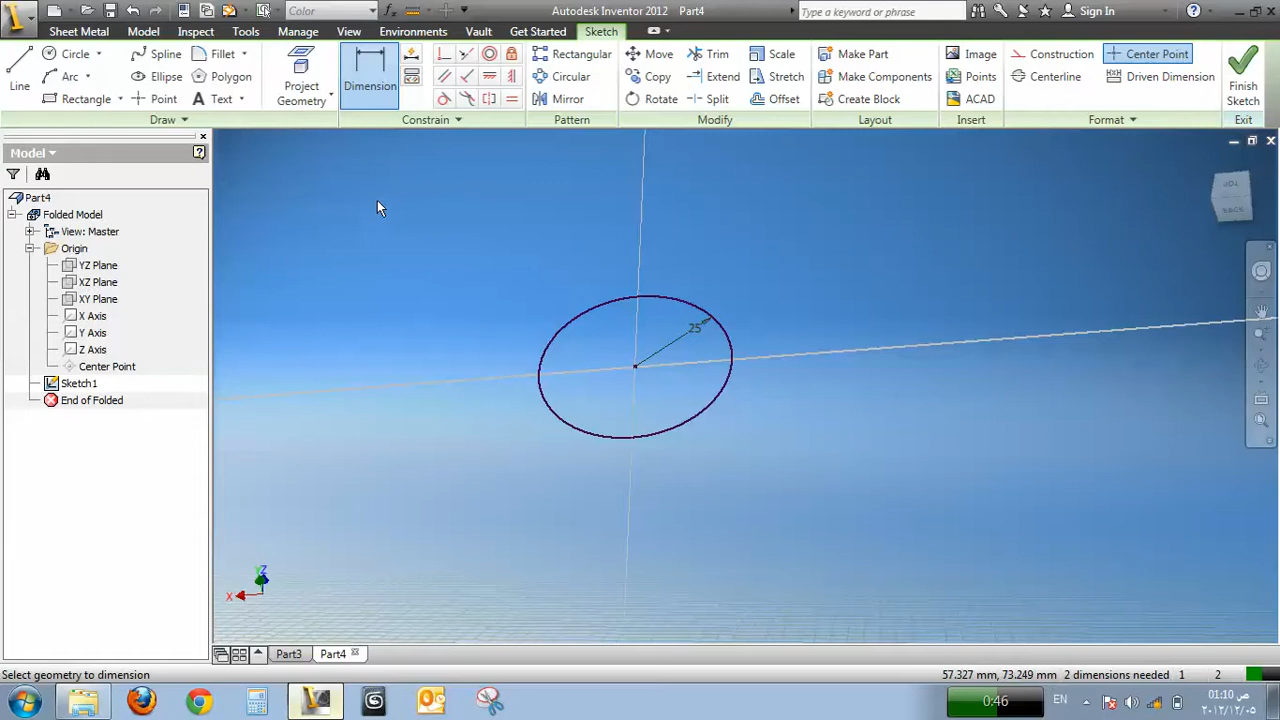 Color
Autodesk Inventor 2012 Part4
Type a keyword or phrase
Sign In
Sheet Metal Model Inspect Tools Manage View Environments Vault Get Started Sketch
Line
Circle
Arc
Rectangle
Spline
Ellipse
Point
Fillet
Polygon
Text
Project
Geometry
Dimension
Rectangular
Circular
Mirror
Move
Copy
Rotate
Trim
Extend
Split
Scale
Stretch
Offset
Make Part
Make Components
Create Block
Image
Points
ACAD
Construction
Centerline
Center Point
Driven Dimension
Finish
Sketch
Draw Constrain Pattern Modify Layout Insert Format Exit
Model
Part4
Folded Model
View: Master
Origin
YZ Plane
XZ Plane
XY Plane
X Axis
Y Axis
Z Axis
Center Point
Sketch1
End of Folded
25
BACK
Z
X
Part3 Part4
Select geometry to dimension
57.327 mm, 73.249 mm 2 dimensions needed 1 2
0:46
EN
01:10 ص
٢٠١٢/١٢/٠٥